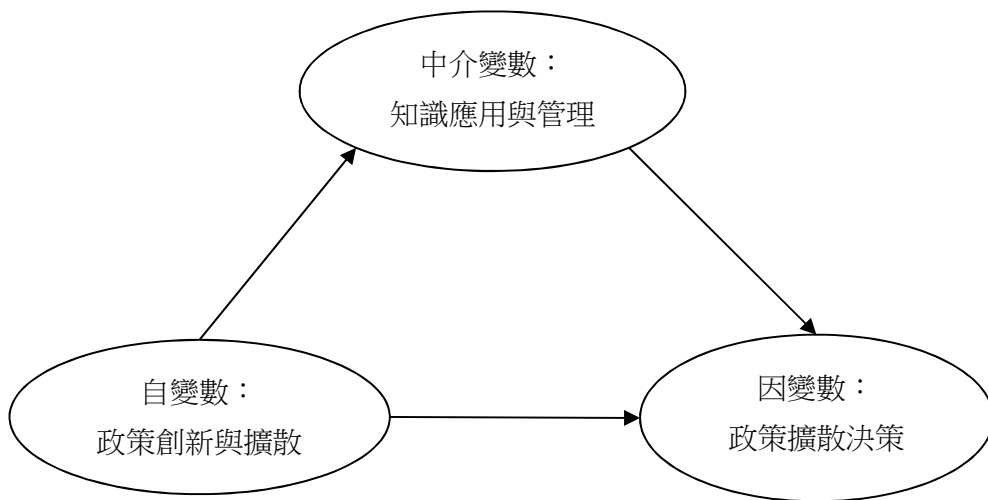 中介變數：
知識應用與管理
自變數：
政策創新與擴散
因變數：
政策擴散決策